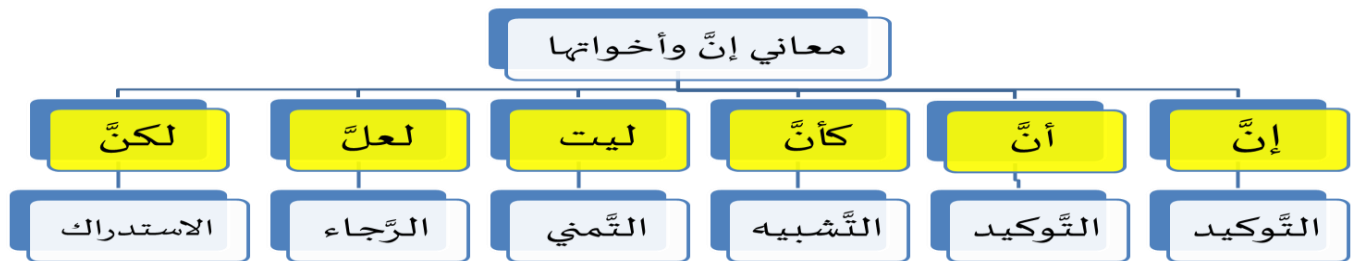 معاني إنَّ وأخواتها
إنَّ أنَّ كأنَّ ليت لعلَّ لكنَّ
التَّوكيد التَّوكيد التَّشبيه التَّمني الرَّجاء الاستدراك